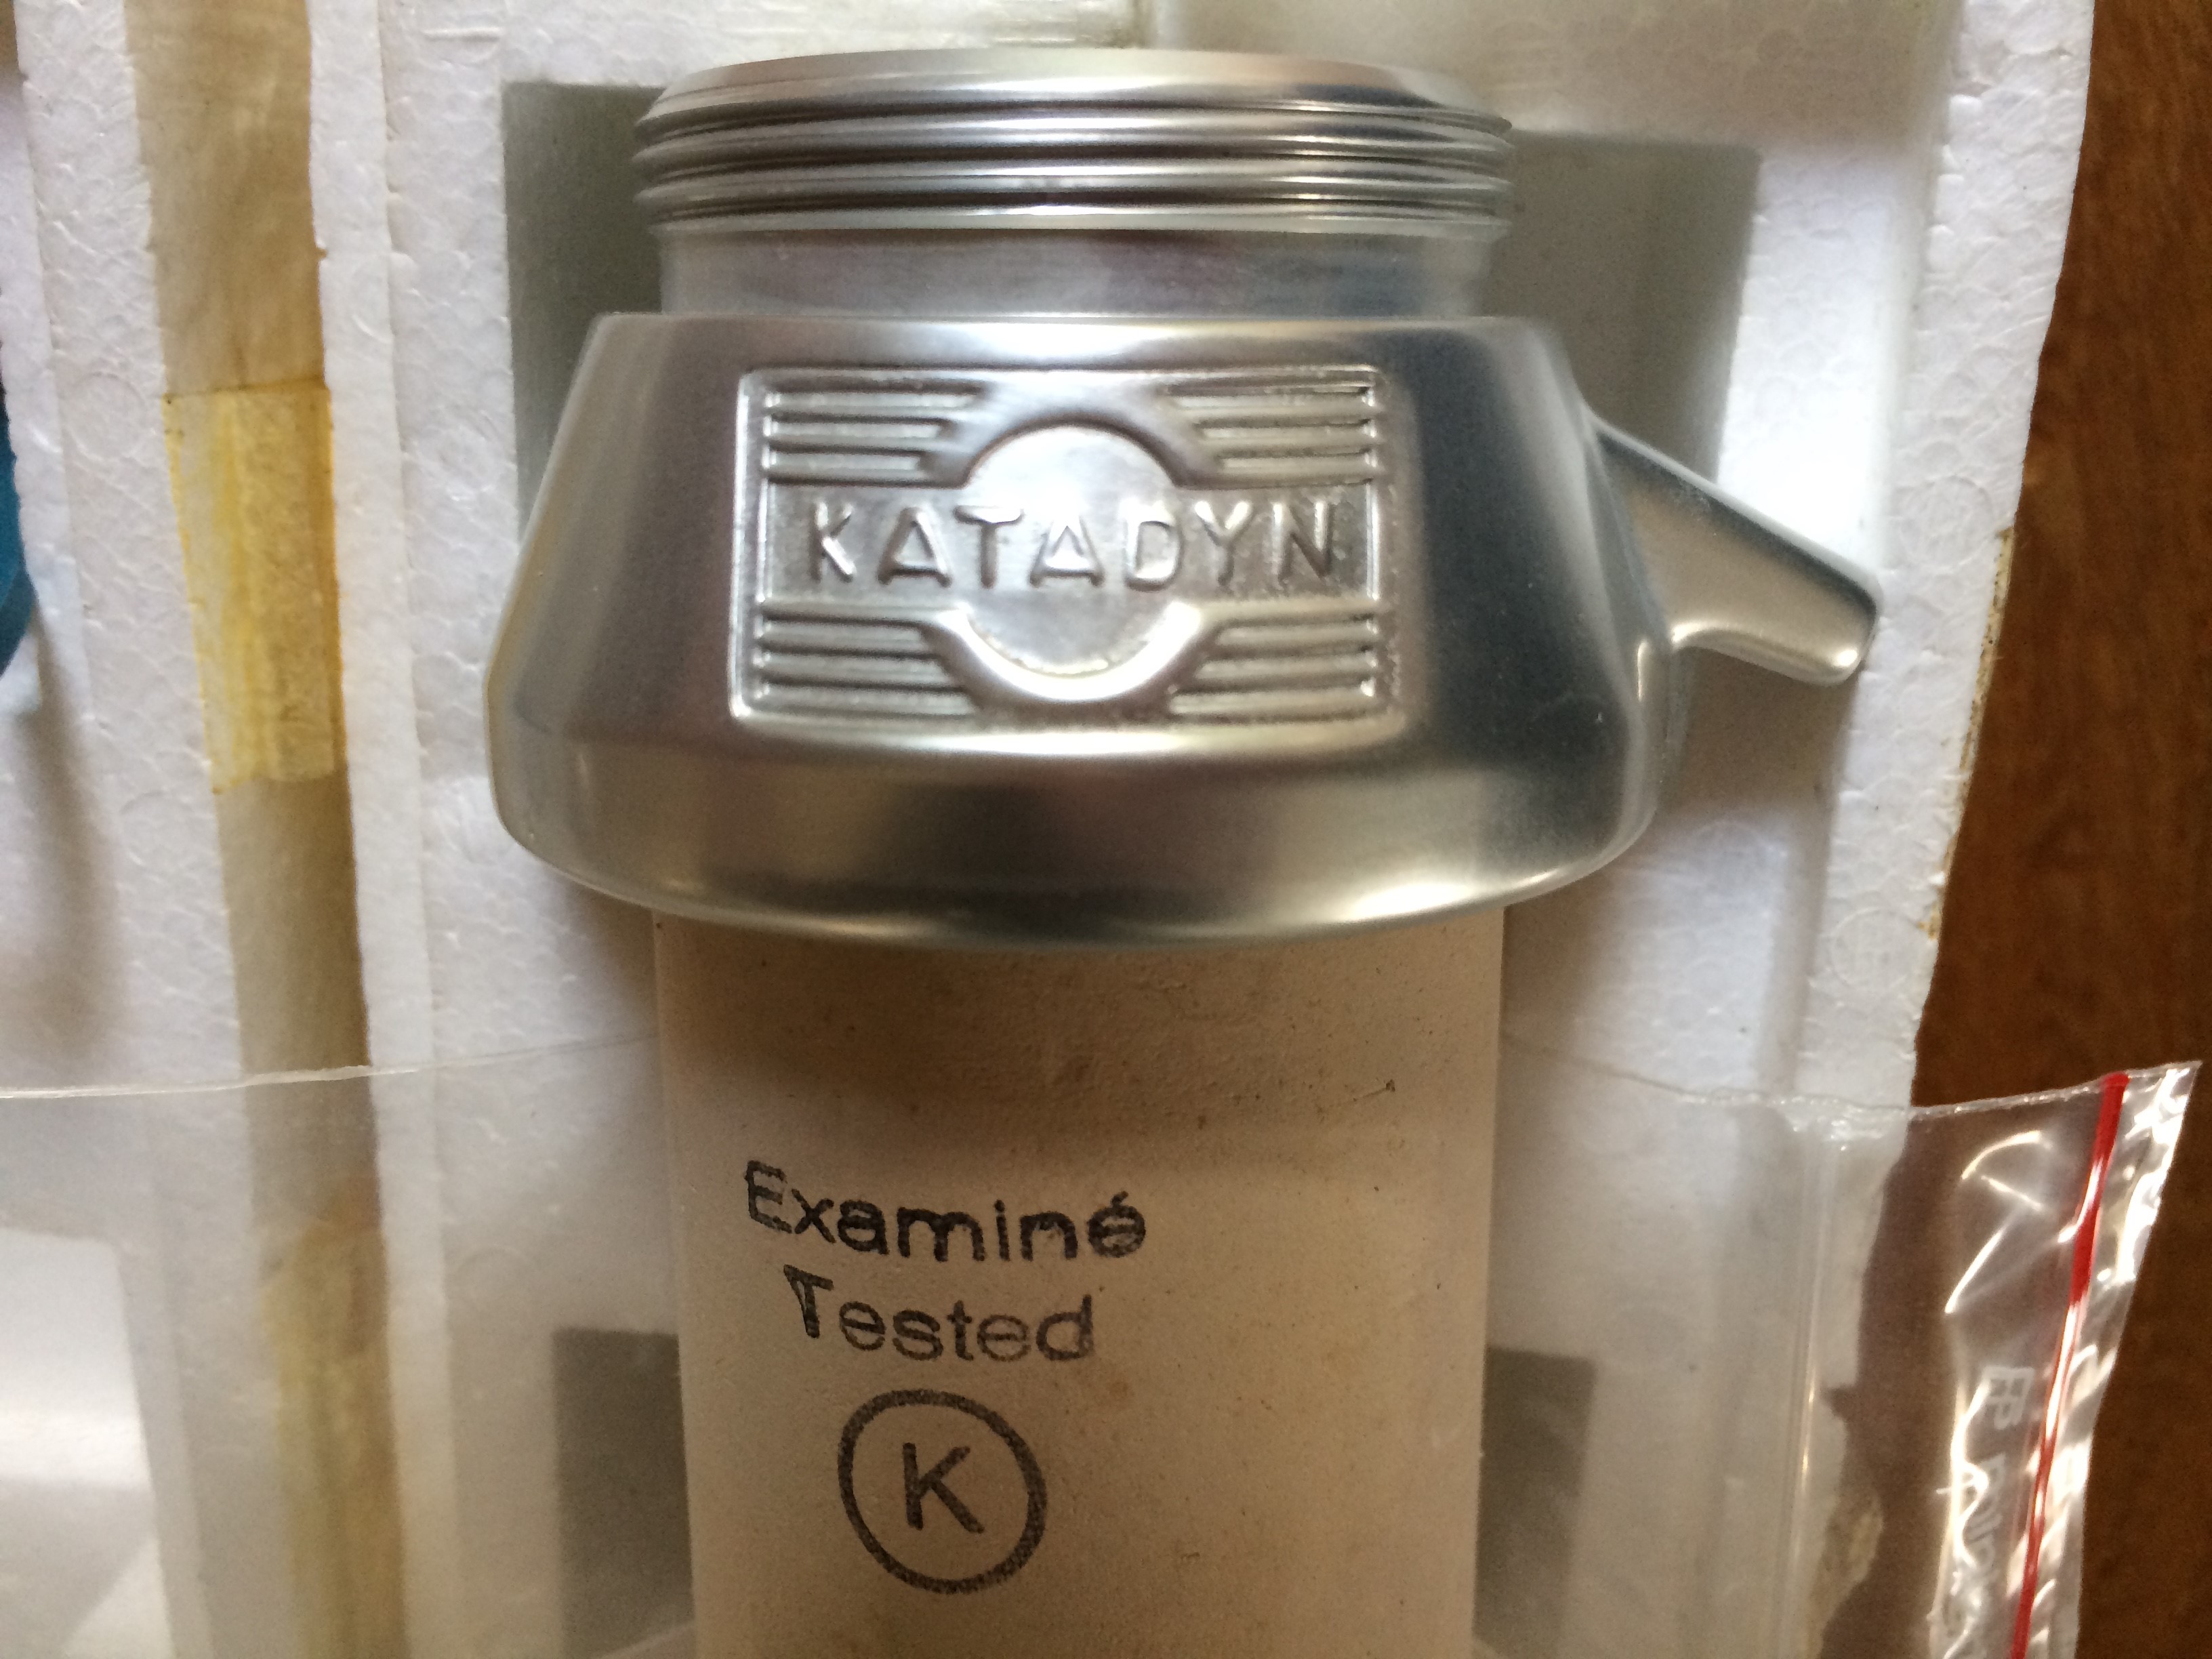 KATADYN
Examiné
Tested
K